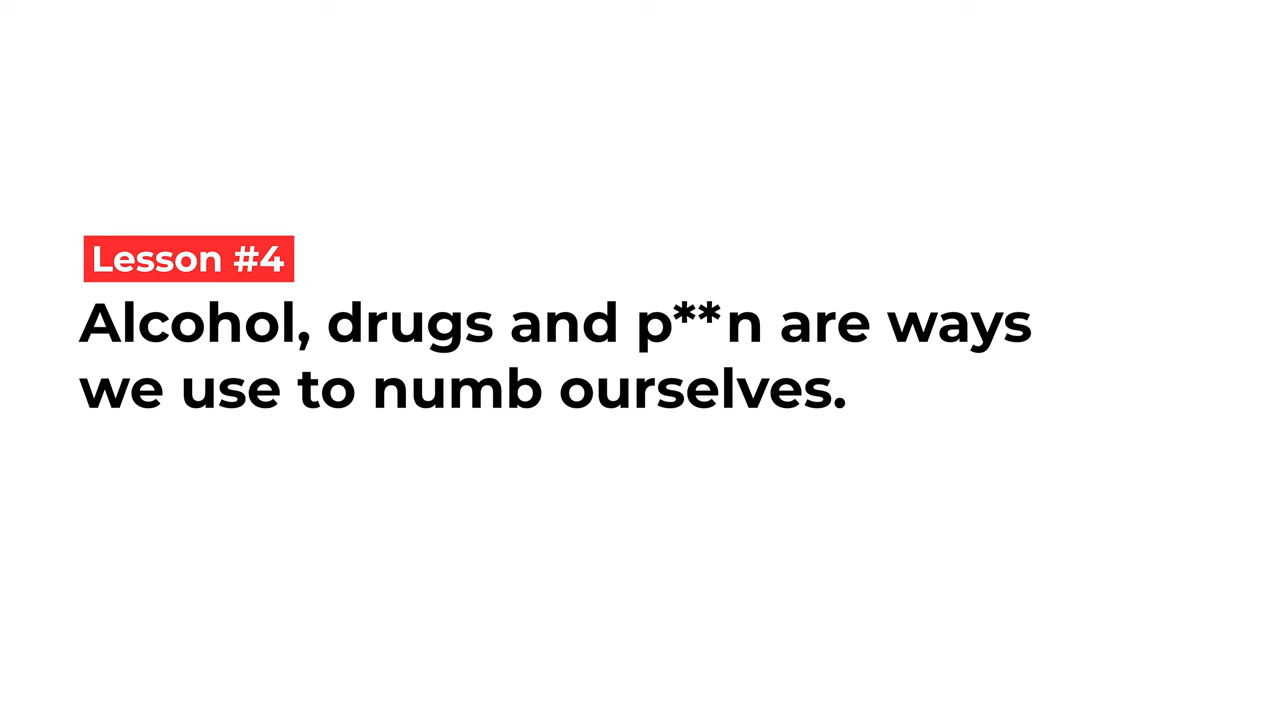 Lesson #4
Alcohol, drugs and p**n are ways
we use to numb ourselves.